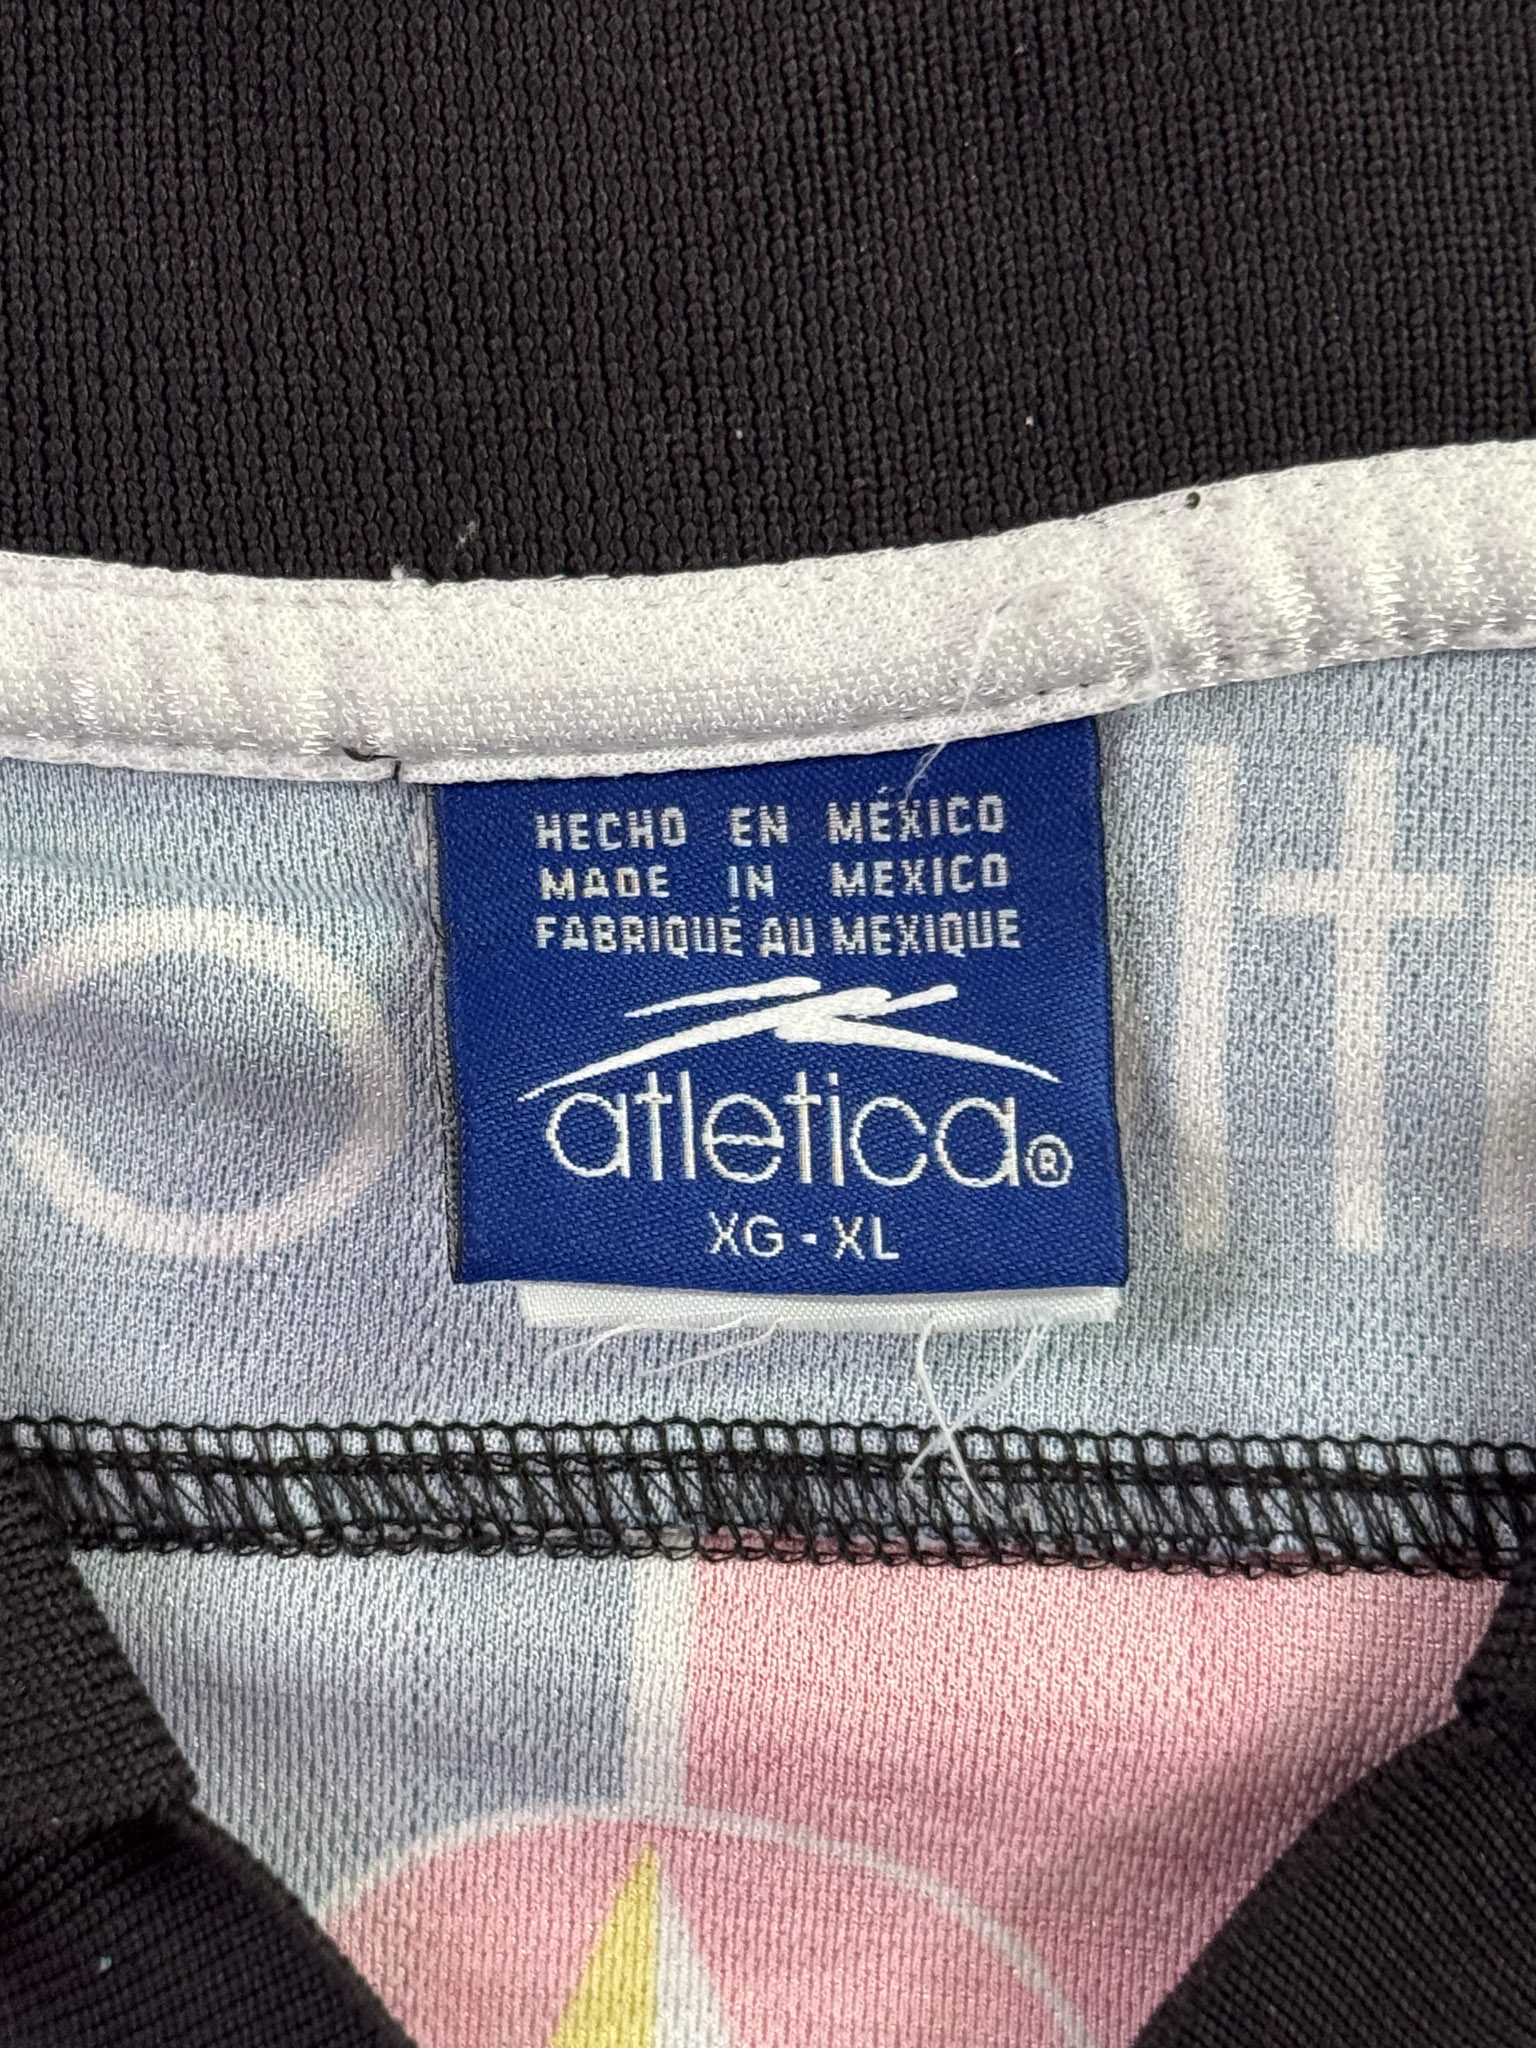 HECHO EN MÉXICO
MADE IN MEXICO
FABRIQUÉ AU MEXIQUE
atletica®
XG - XL